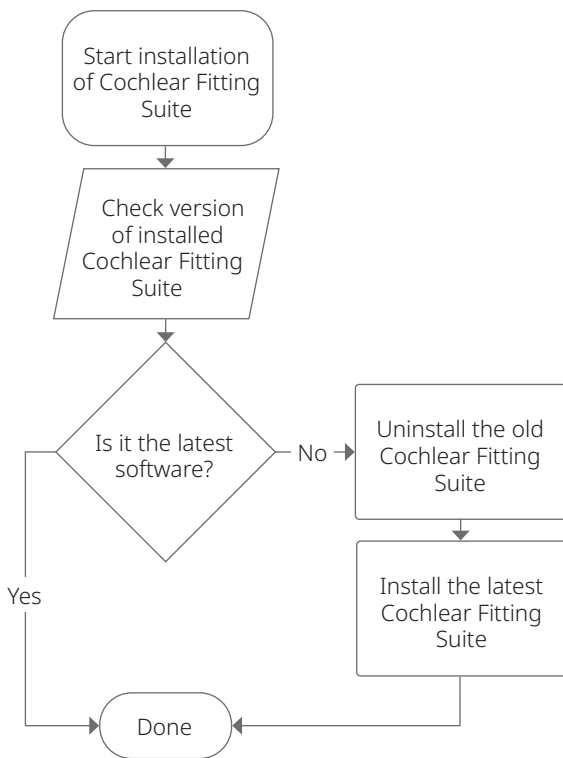 Start installation
of Cochlear Fitting
Suite
Check version
of installed
Cochlear Fitting
Suite
Is it the latest
software?
No
Uninstall the old
Cochlear Fitting
Suite
Install the latest
Cochlear Fitting
Suite
Yes
Done